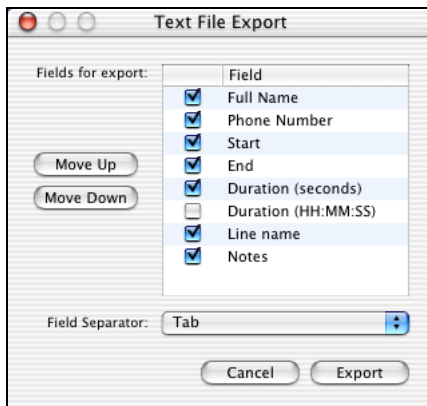 Text File Export
Fields for export:
Field
Full Name
Phone Number
Start
End
Duration (seconds)
Duration (HH:MM:SS)
Line name
Notes
Move Up
Move Down
Field Separator: Tab
Cancel Export